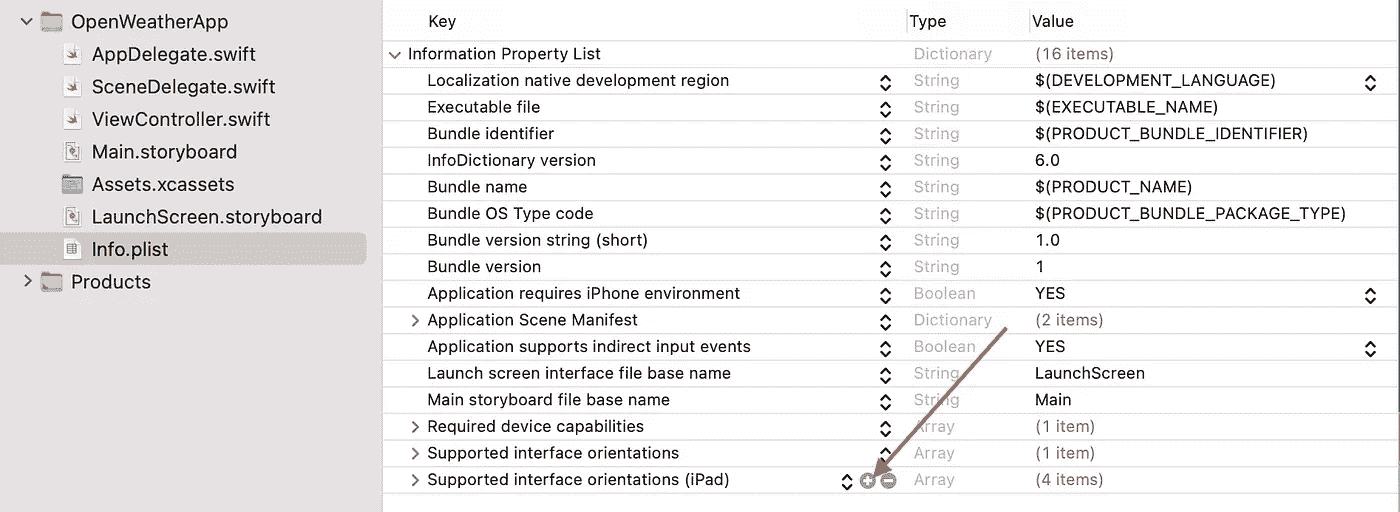 OpenWeatherApp
AppDelegate.swift
SceneDelegate.swift
ViewController.swift
Main.storyboard
Assets.xcassets
LaunchScreen.storyboard
Info.plist
Products
Key Type Value
Information Property List Dictionary (16 items)
Localization native development region String $(DEVELOPMENT_LANGUAGE)
Executable file String $(EXECUTABLE_NAME)
Bundle identifier String $(PRODUCT_BUNDLE_IDENTIFIER)
InfoDictionary version String 6.0
Bundle name String $(PRODUCT_NAME)
Bundle OS Type code String $(PRODUCT_BUNDLE_PACKAGE_TYPE)
Bundle version string (short) String 1.0
Bundle version String 1
Application requires iPhone environment Boolean YES
Application Scene Manifest Dictionary (2 items)
Application supports indirect input events Boolean YES
Launch screen interface file base name String LaunchScreen
Main storyboard file base name String Main
Required device capabilities Array (1 item)
Supported interface orientations Array (1 item)
Supported interface orientations (iPad) Array (4 items)